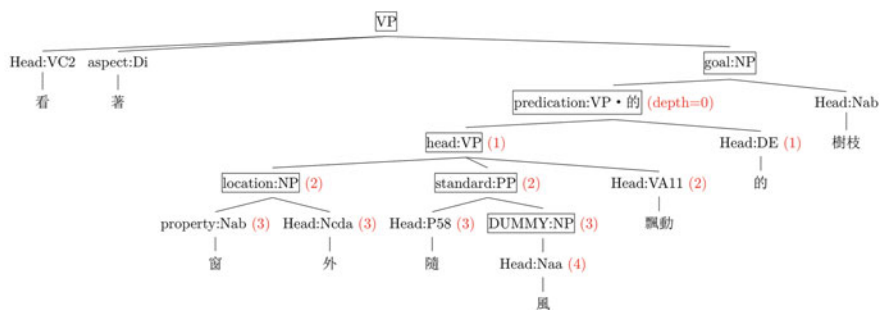 VP
Head:VC2 aspect:Di goal:NP
看 著 predication:VP • 的 (depth=0) Head:Nab
head:VP (1) Head:DE (1) 樹枝
location:NP (2) standard:PP (2) Head:VA11 (2) 的
property:Nab (3) Head:Ncda (3) Head:P58 (3) DUMMY:NP (3) 飄動
窗 外 隨 Head:Naa (4)
風